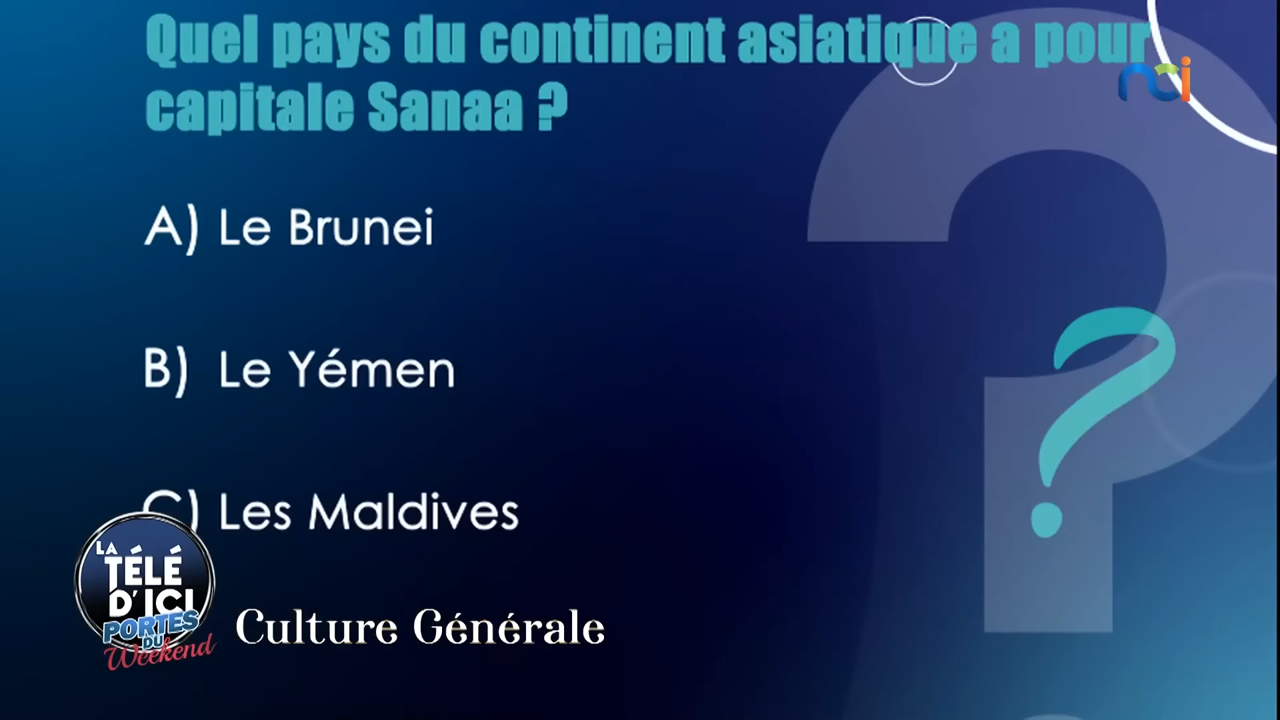 Quel pays du continent asiatique a pour
nci
capitale Sanaa ?
A) Le Brunei
B) Le Yémen
C) Les Maldives
LA
TÉLÉ
D'ICI
PORTES
DU
Weekend
Culture Générale